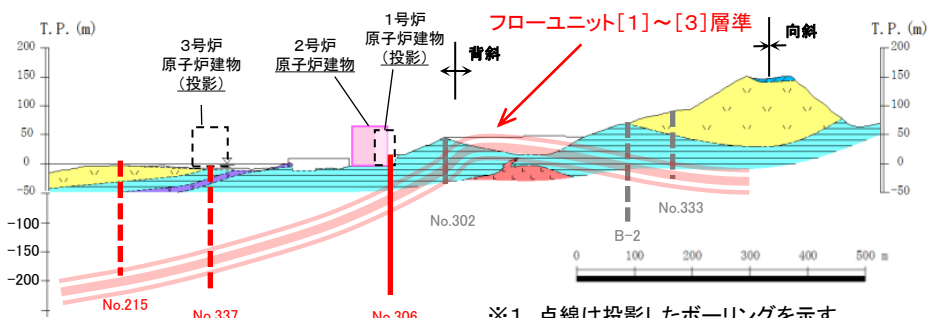 T.P.(m)
200
150
100
50
0
-50
-100
-150
-200
3号炉
原子炉建物
(投影)
2号炉
原子炉建物
1号炉
原子炉建物
(投影)
背斜
フローユニット[1]~[3]層準
向斜
T.P.(m)
200
150
100
50
0
-50
No.302
No.333
B-2
0 100 200 300 400 500 m
No.215
No.337
No.306
※1 点線は投影したボーリングを示す